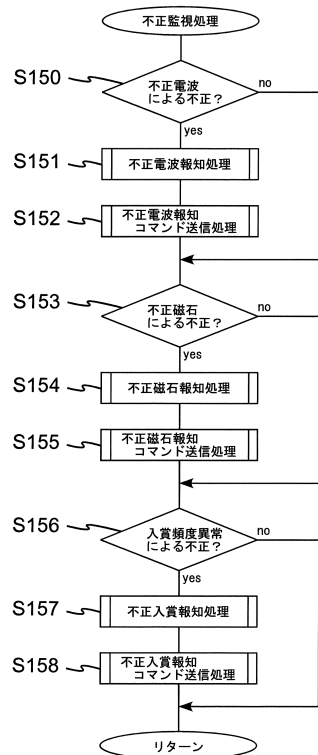 不正監視処理
S150
不正電波
による不正？
no
yes
S151
不正電波報知処理
S152
不正電波報知
コマンド送信処理
S153
不正磁石
による不正？
no
yes
S154
不正磁石報知処理
S155
不正磁石報知
コマンド送信処理
S156
入賞頻度異常
による不正？
no
yes
S157
不正入賞報知処理
S158
不正入賞報知
コマンド送信処理
リターン